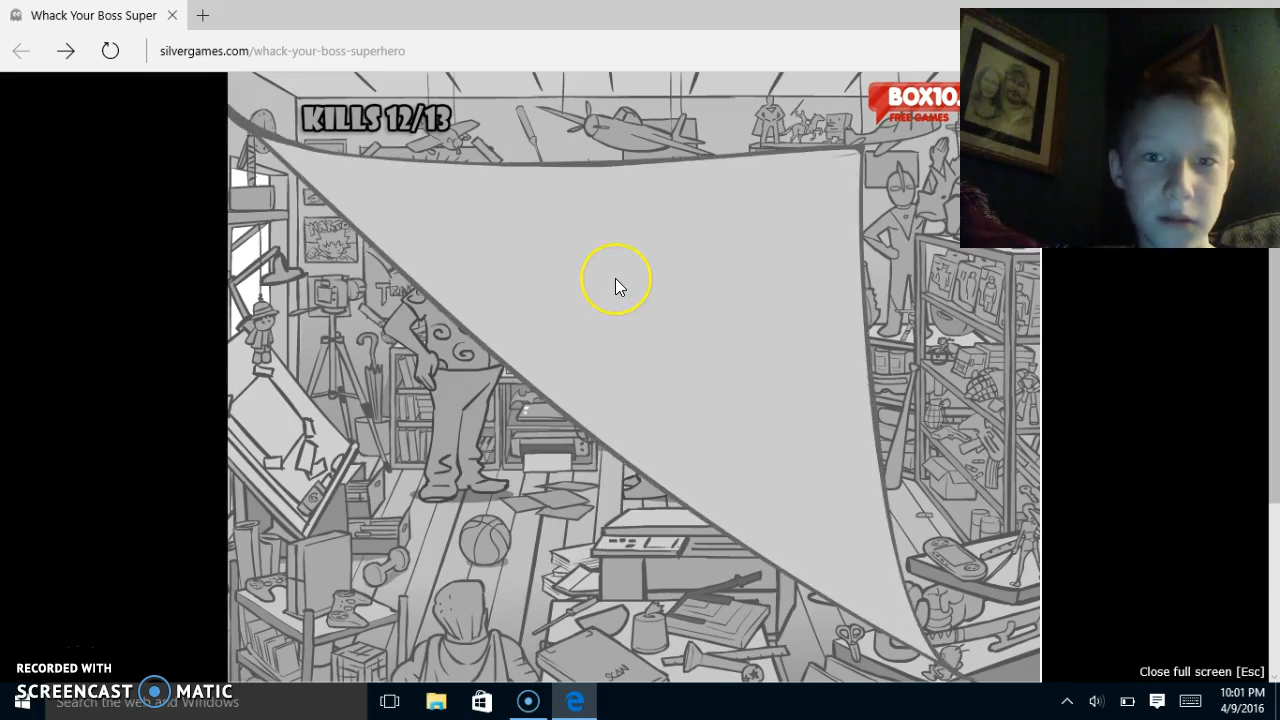 Whack Your Boss Super
silvergames.com/whack-your-boss-superhero
KILLS 12/13
BOX10.
FREE GAMES
SCAN
Close full screen [Esc]
RECORDED WITH
SCREENCAST MATIC
Search the web and Windows
10:01 PM
4/9/2016